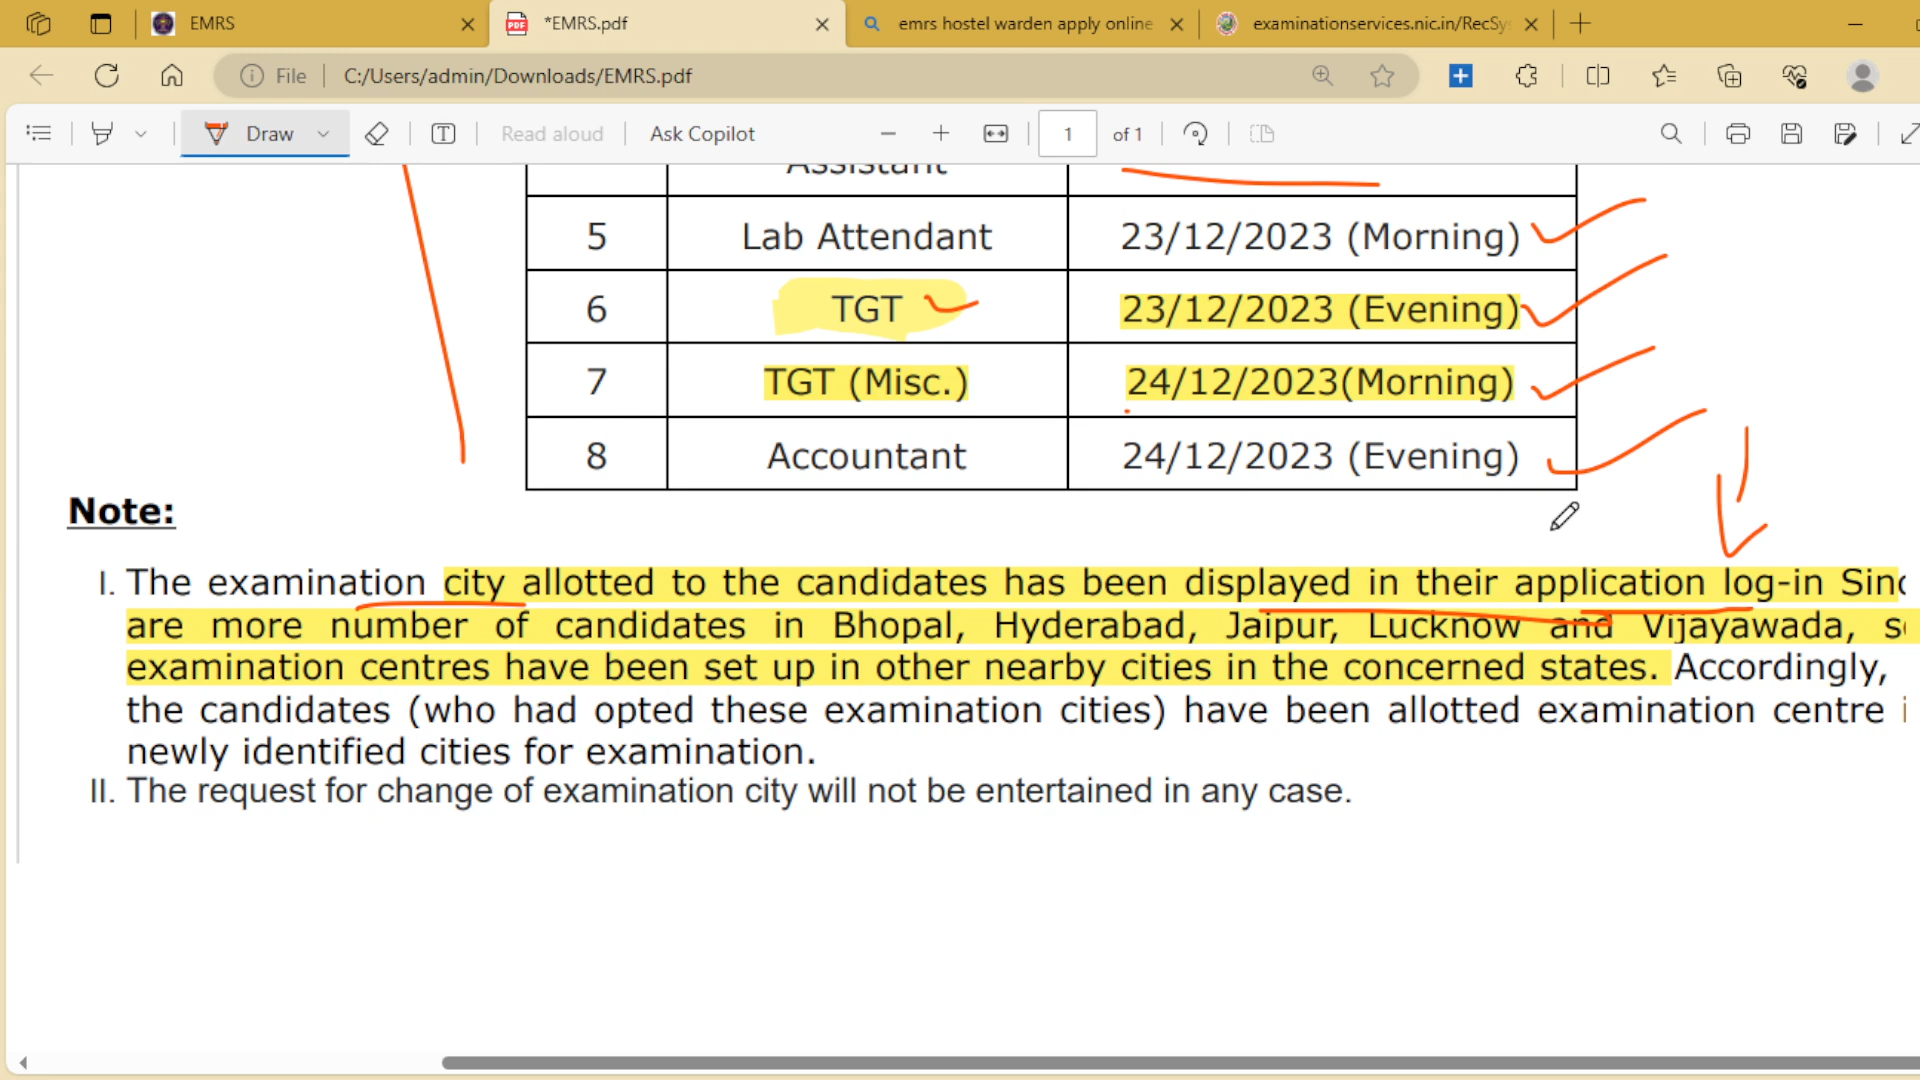 EMRS
*EMRS.pdf
emrs hostel warden apply online
examinationservices.nic.in/RecSy
File
C:/Users/admin/Downloads/EMRS.pdf
Draw
Read aloud
Ask Copilot
1
of 1
Assistant
5 Lab Attendant 23/12/2023 (Morning)
6 TGT 23/12/2023 (Evening)
7 TGT (Misc.) 24/12/2023(Morning)
8 Accountant 24/12/2023 (Evening)
Note:
I. The examination city allotted to the candidates has been displayed in their application log-in
are more number of candidates in Bhopal, Hyderabad, Jaipur, Lucknow and Vijayawada,
examination centres have been set up in other nearby cities in the concerned states. Accordingly,
the candidates (who had opted these examination cities) have been allotted examination centre
newly identified cities for examination.
II. The request for change of examination city will not be entertained in any case.